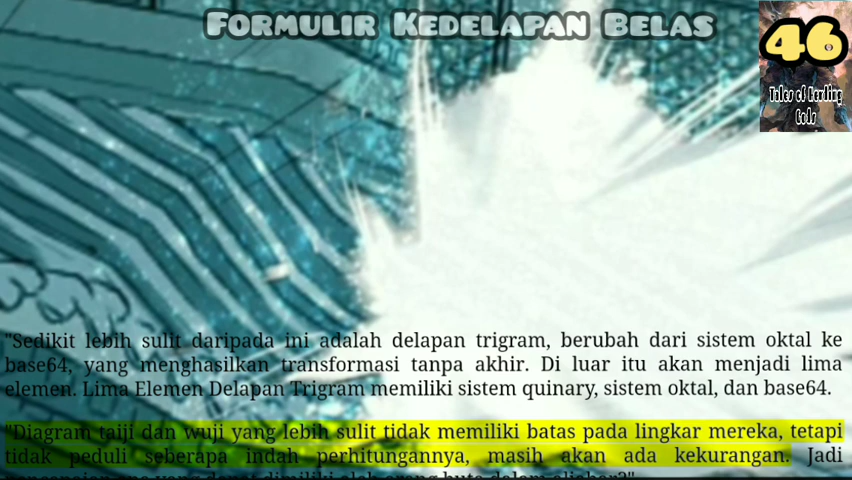 Formulir Kedelapan Belas
46
Tales of Herding
Gods
"Sedikit lebih sulit daripada ini adalah delapan trigram, berubah dari sistem oktal ke
base64, yang menghasilkan transformasi tanpa akhir. Di luar itu akan menjadi lima
elemen. Lima Elemen Delapan Trigram memiliki sistem quinary, sistem oktal, dan base64.
"Diagram taiji dan wuji yang lebih sulit tidak memiliki batas pada lingkar mereka, tetapi
tidak peduli seberapa indah perhitungannya, masih akan ada kekurangan. Jadi